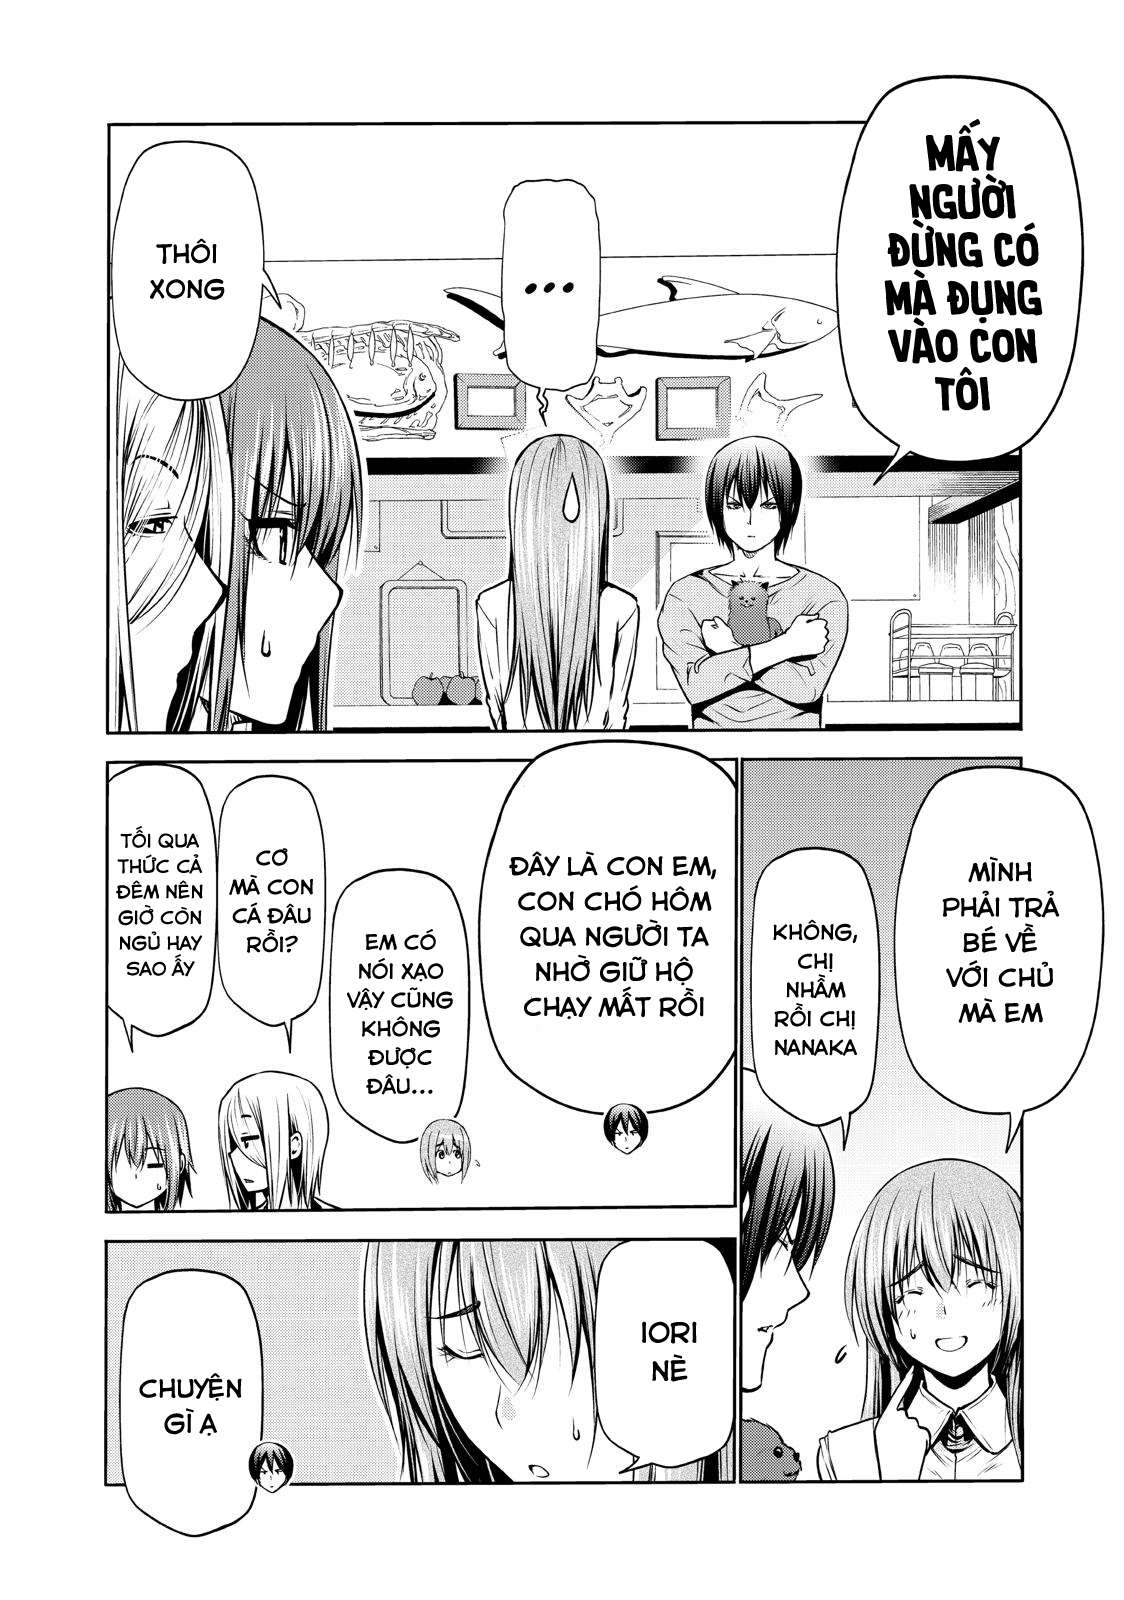 MẤY
NGƯỜI
ĐỪNG CÓ
MÀ ĐỤNG
VÀO CON
TÔI
...
THÔI
XONG
MÌNH
PHẢI TRẢ
BÉ VỀ
VỚI CHỦ
MÀ EM
KHÔNG,
CHỊ
NHẦM
RỒI CHỊ
NANAKA
ĐÂY LÀ CON EM,
CON CHÓ HÔM
QUA NGƯỜI TA
NHỜ GIỮ HỘ
CHẠY MẤT RỒI
EM CÓ
NÓI XẠO
VẬY CŨNG
KHÔNG
ĐƯỢC
ĐÂU...
CƠ
MÀ CON
CÁ ĐÂU
RỒI?
TỐI QUA
THỨC CẢ
ĐÊM NÊN
GIỜ CÒN
NGỦ HAY
SAO ẤY
IORI
NÈ
CHUYỆN
GÌ Ạ